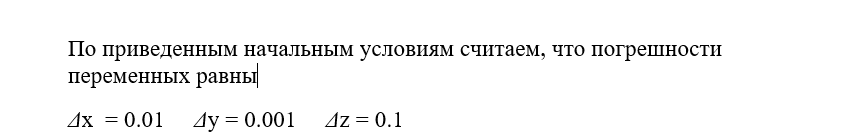 По приведенным начальным условиям считаем, что погрешности
переменных равны
Δx = 0.01 Δy = 0.001 Δz = 0.1